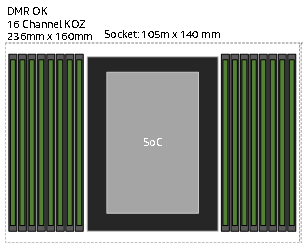 DMR OK
16 Channel KOZ
236mm x 160mm
Socket: 105m x 140 mm
SoC